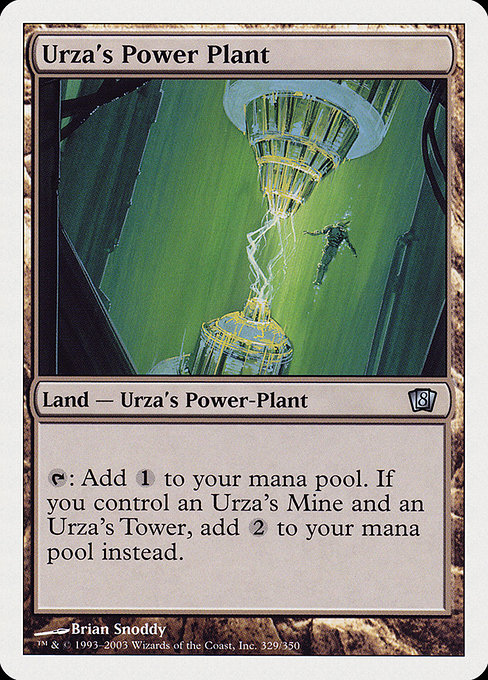 Urza's Power Plant
Land — Urza's Power-Plant
8
: Add 1 to your mana pool. If
you control an Urza's Mine and an
Urza's Tower, add 2 to your mana
pool instead.
Brian Snoddy
™ & © 1993–2003 Wizards of the Coast, Inc. 329/350